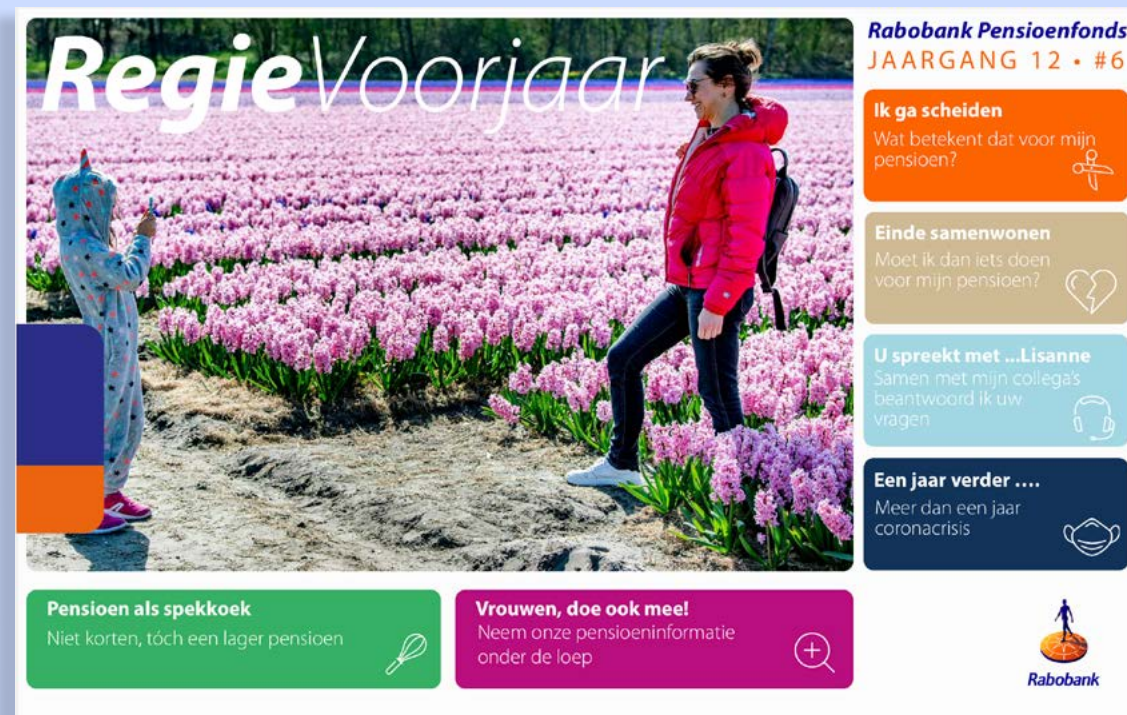 RegieVoorjaar
Rabobank Pensioenfonds
JAARGANG 12 • #6
Ik ga scheiden
Wat betekent dat voor mijn
pensioen?
Einde samenwonen
Moet ik dan iets doen
voor mijn pensioen?
U spreekt met ...Lisanne
Samen met mijn collega's
beantwoord ik uw
vragen
Een jaar verder ....
Meer dan een jaar
coronacrisis
Pensioen als spekkoek
Niet korten, tóch een lager pensioen
Vrouwen, doe ook mee!
Neem onze pensioeninformatie
onder de loep
Rabobank